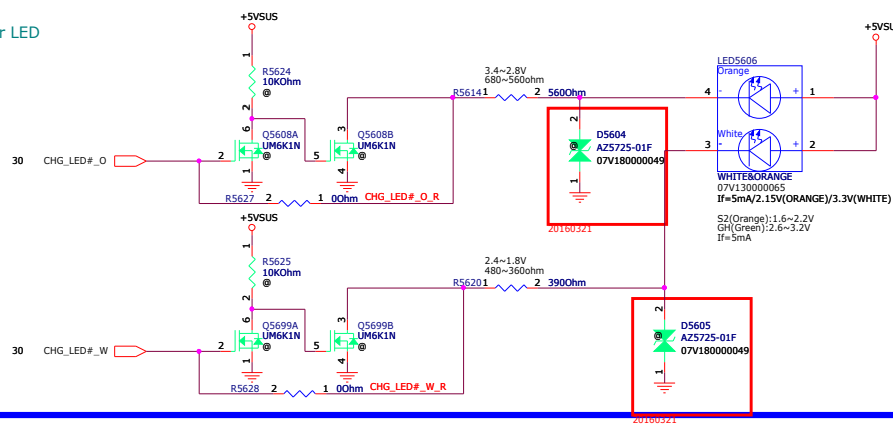 r LED
+5VSUS
+5VSU
R5624
10KOhm
@
1
2
3.4~2.8V
680~560ohm
R5614 1 2 560Ohm
LED5606
Orange
4 - + 1
White
3 - + 2
WHITE&ORANGE
07V130000065
If=5mA/2.15V(ORANGE)/3.3V(WHITE)
S2(Orange):1.6~2.2V
GH(Green):2.6~3.2V
If=5mA
6
Q5608A
UM6K1N
@
2
1
3
Q5608B
UM6K1N
@
5
4
2
D5604
@ AZ5725-01F
07V180000049
1
20160321
30 CHG_LED#_O
R5627 2 1 0Ohm CHG_LED#_O_R
+5VSUS
1
R5625
10KOhm
@
2
2.4~1.8V
480~360ohm
R5620 1 2 390Ohm
6
Q5699A
UM6K1N
@
2
1
3
Q5699B
UM6K1N
@
5
4
2
D5605
@ AZ5725-01F
07V180000049
1
20160321
30 CHG_LED#_W
R5628 2 1 0Ohm CHG_LED#_W_R